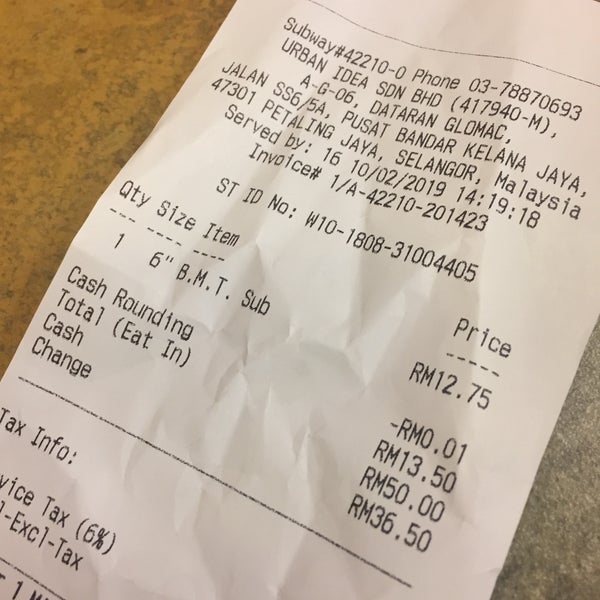 Subway#42210-0 Phone 03-78870693
URBAN IDEA SDN BHD (417940-M),
A-G-06, DATARAN GLOMAC,
JALAN SS6/5A, PUSAT BANDAR KELANA JAYA,
47301 PETALING JAYA, SELANGOR, Malaysia
Served by: 16 10/02/2019 14:19:18
Invoice# 1/A-42210-201423
ST ID No: W10-1808-31004405
Qty Size Item Price
--- ---- ---- -----
1 6" B.M.T. Sub RM12.75
Cash Rounding -RM0.01
Total (Eat In) RM13.50
Cash RM50.00
Change RM36.50
Tax Info:
vice Tax (6%)
l-Excl-Tax